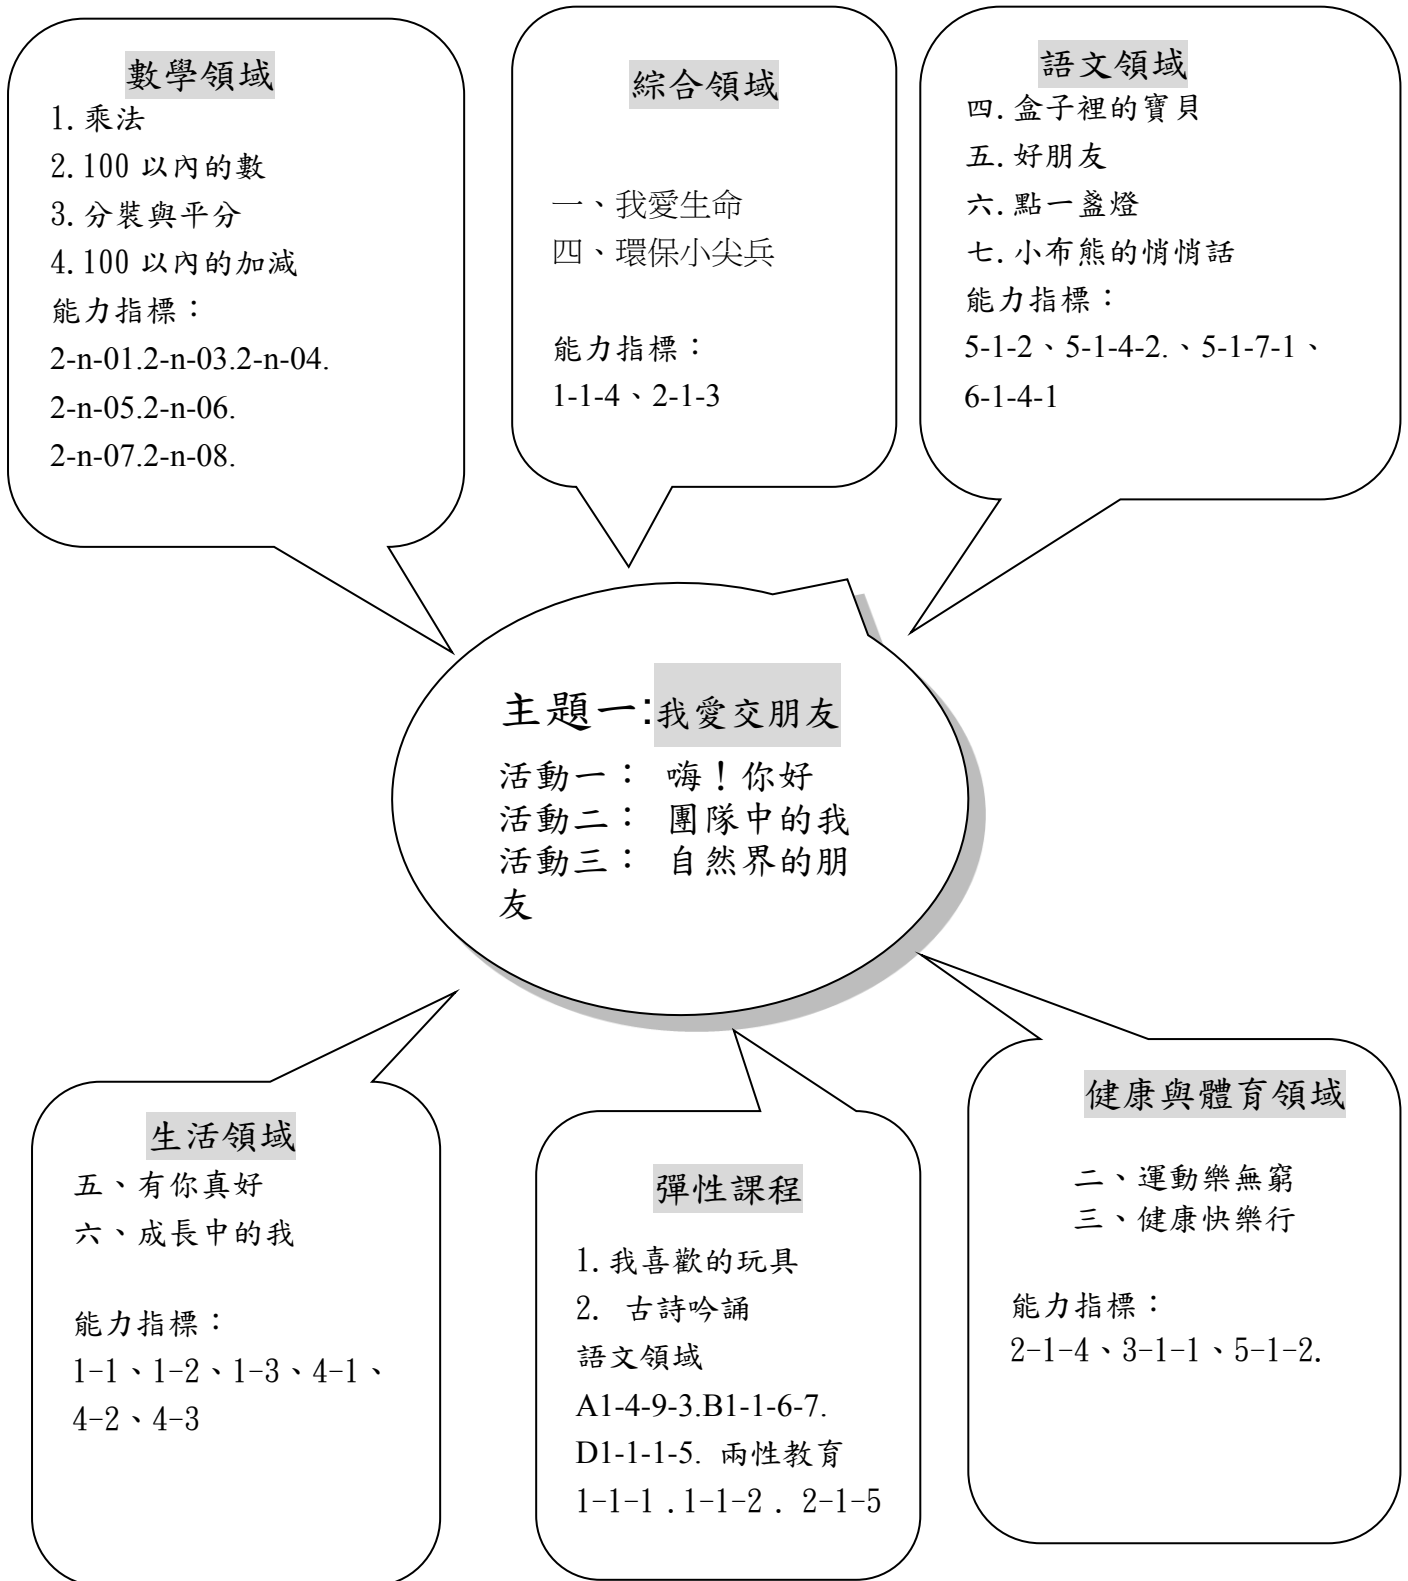 數學領域
1.乘法
2.100 以內的數
3.分裝與平分
4.100 以內的加減
能力指標：
2-n-01.2-n-03.2-n-04.
2-n-05.2-n-06.
2-n-07.2-n-08.
綜合領域
一、我愛生命
四、環保小尖兵
能力指標：
1-1-4、2-1-3
語文領域
四.盒子裡的寶貝
五.好朋友
六.點一盞燈
七.小布熊的悄悄話
能力指標：
5-1-2、5-1-4-2.、5-1-7-1、
6-1-4-1
主題一:我愛交朋友
活動一： 嗨！你好
活動二： 團隊中的我
活動三： 自然界的朋
友
生活領域
五、有你真好
六、成長中的我
能力指標：
1-1、1-2、1-3、4-1、
4-2、4-3
彈性課程
1.我喜歡的玩具
2. 古詩吟誦
語文領域
A1-4-9-3.B1-1-6-7.
D1-1-1-5. 兩性教育
1-1-1 .1-1-2 . 2-1-5
健康與體育領域
二、運動樂無窮
三、健康快樂行
能力指標：
2-1-4、3-1-1、5-1-2.